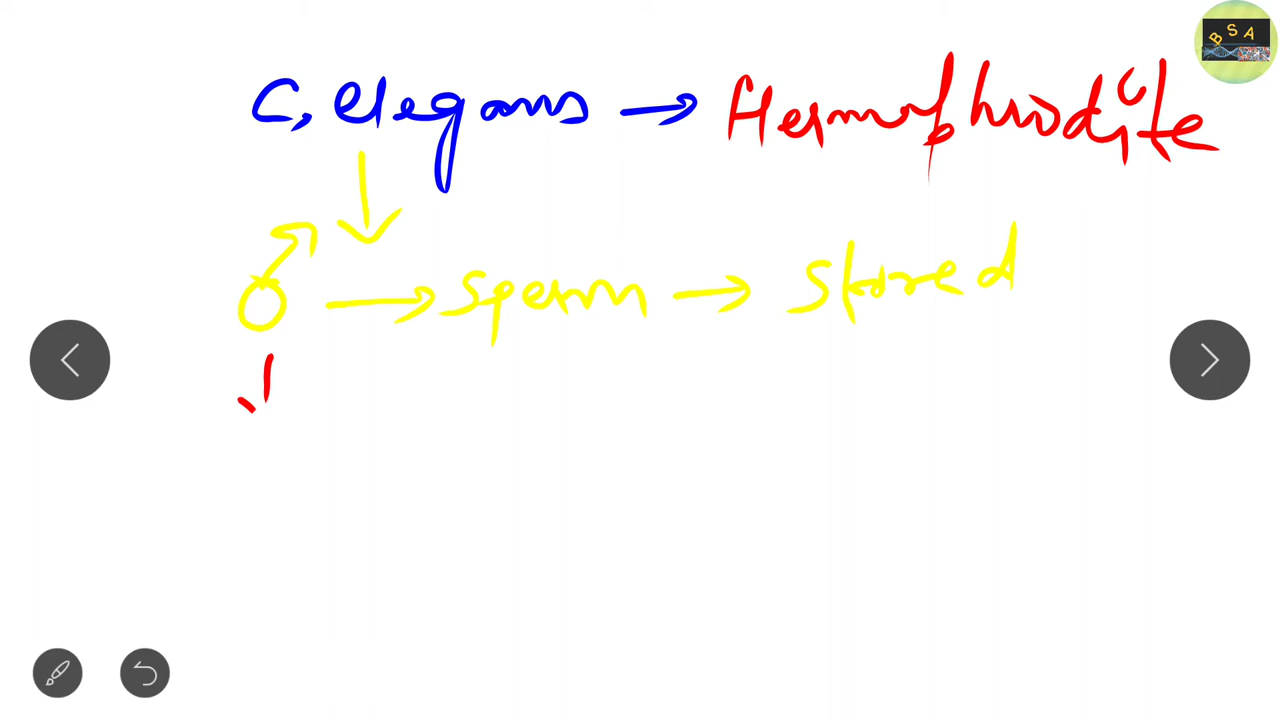 BSA
C. elegans → Hermaphrodite
♂ → sperm → stored